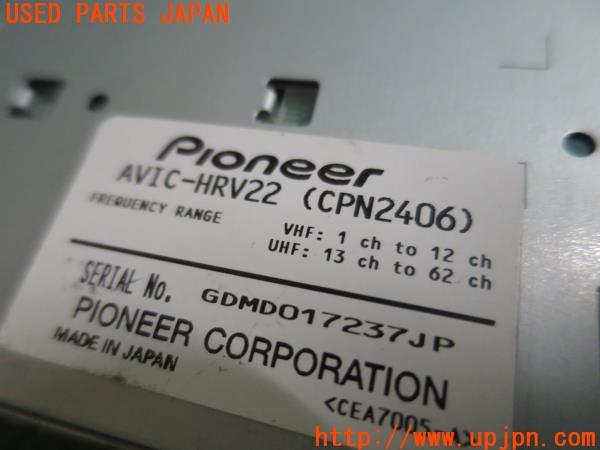 USED PARTS JAPAN
Pioneer
AVIC-HRV22 (CPN2406)
FREQUENCY RANGE
VHF: 1 ch to 12 ch
UHF: 13 ch to 62 ch
SERIAL No. GDMD017237JP
PIONEER CORPORATION
MADE IN JAPAN
<CEA7005-A>
http://www.upjpn.com